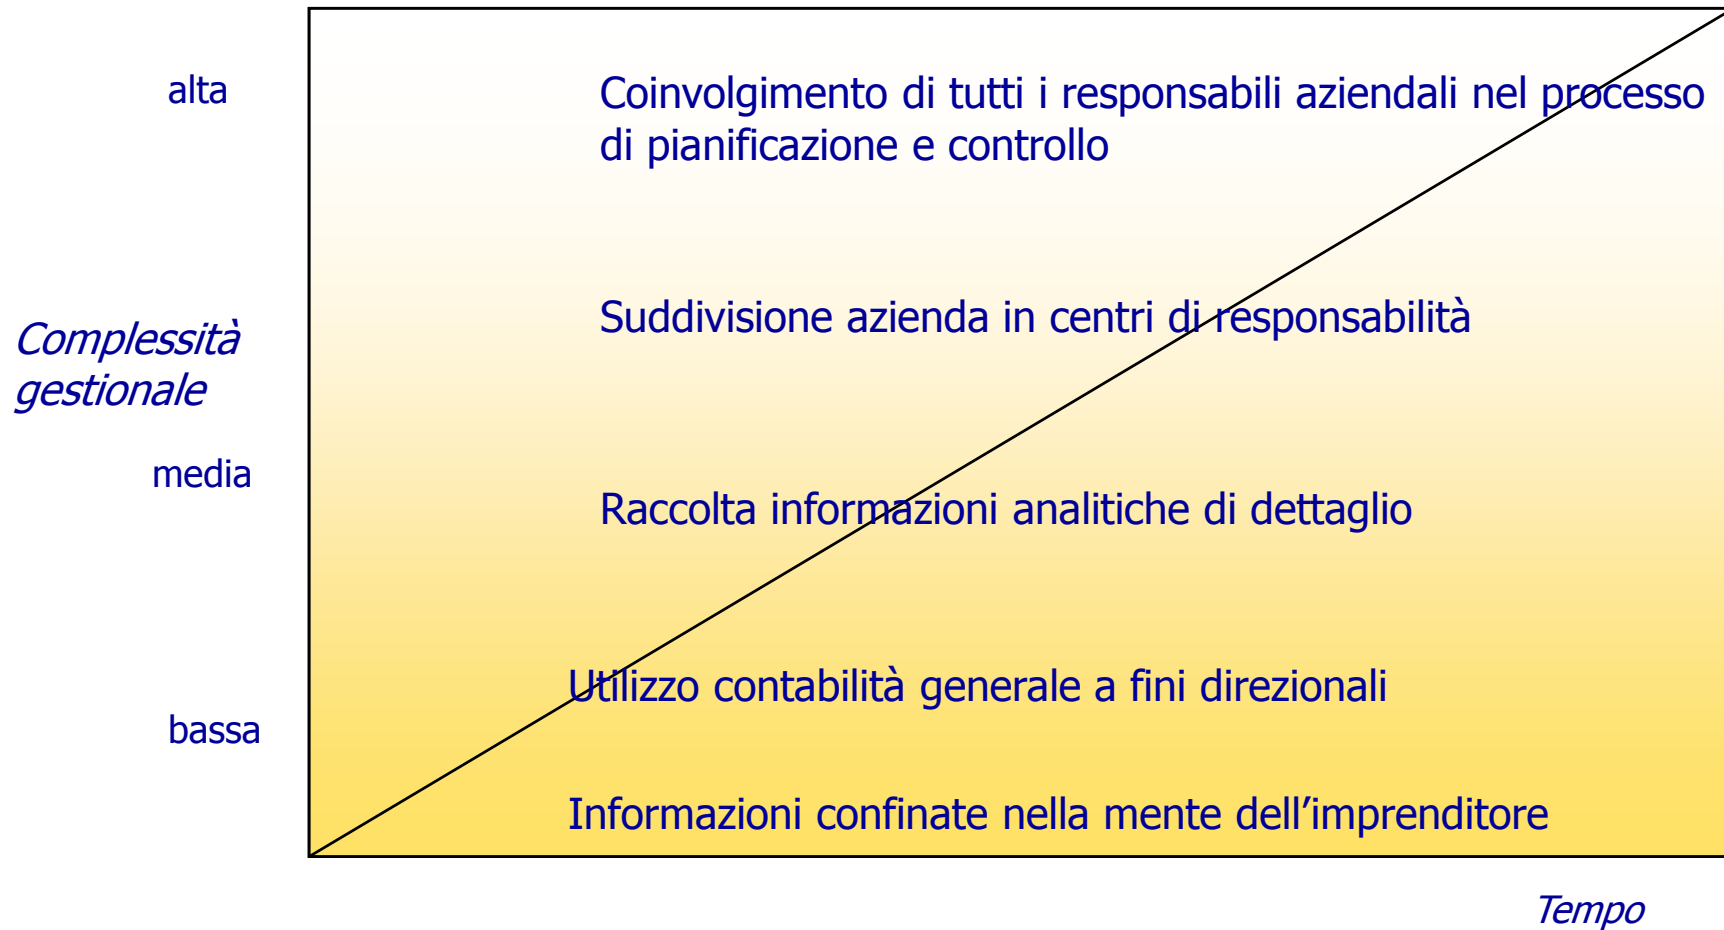 alta
Coinvolgimento di tutti i responsabili aziendali nel processo
di pianificazione e controllo
Suddivisione azienda in centri di responsabilità
Complessità
gestionale
media
Raccolta informazioni analitiche di dettaglio
Utilizzo contabilità generale a fini direzionali
bassa
Informazioni confinate nella mente dell’imprenditore
Tempo